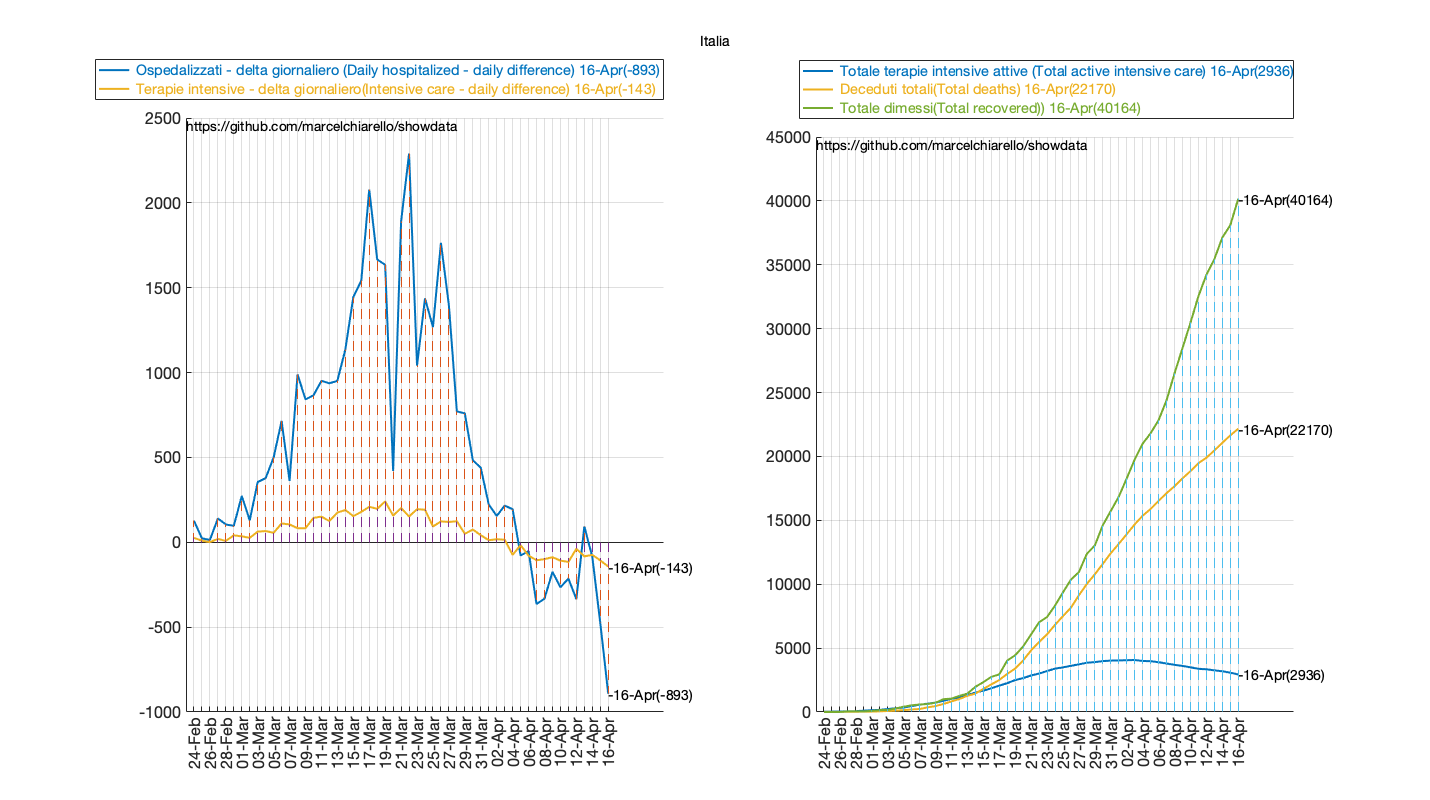 Italia
Ospedalizzati - delta giornaliero (Daily hospitalized - daily difference) 16-Apr(-893)
Terapie intensive - delta giornaliero(Intensive care - daily difference) 16-Apr(-143)
https://github.com/marcelchiarello/showdata
2500
2000
1500
1000
500
0
-500
-1000
-16-Apr(-143)
-16-Apr(-893)
24-Feb
26-Feb
28-Feb
01-Mar
03-Mar
05-Mar
07-Mar
09-Mar
11-Mar
13-Mar
15-Mar
17-Mar
19-Mar
21-Mar
23-Mar
25-Mar
27-Mar
29-Mar
31-Mar
02-Apr
04-Apr
06-Apr
08-Apr
10-Apr
12-Apr
14-Apr
16-Apr
Totale terapie intensive attive (Total active intensive care) 16-Apr(2936)
Deceduti totali(Total deaths) 16-Apr(22170)
Totale dimessi(Total recovered)) 16-Apr(40164)
https://github.com/marcelchiarello/showdata
45000
40000
35000
30000
25000
20000
15000
10000
5000
0
-16-Apr(40164)
-16-Apr(22170)
-16-Apr(2936)
24-Feb
26-Feb
28-Feb
01-Mar
03-Mar
05-Mar
07-Mar
09-Mar
11-Mar
13-Mar
15-Mar
17-Mar
19-Mar
21-Mar
23-Mar
25-Mar
27-Mar
29-Mar
31-Mar
02-Apr
04-Apr
06-Apr
08-Apr
10-Apr
12-Apr
14-Apr
16-Apr